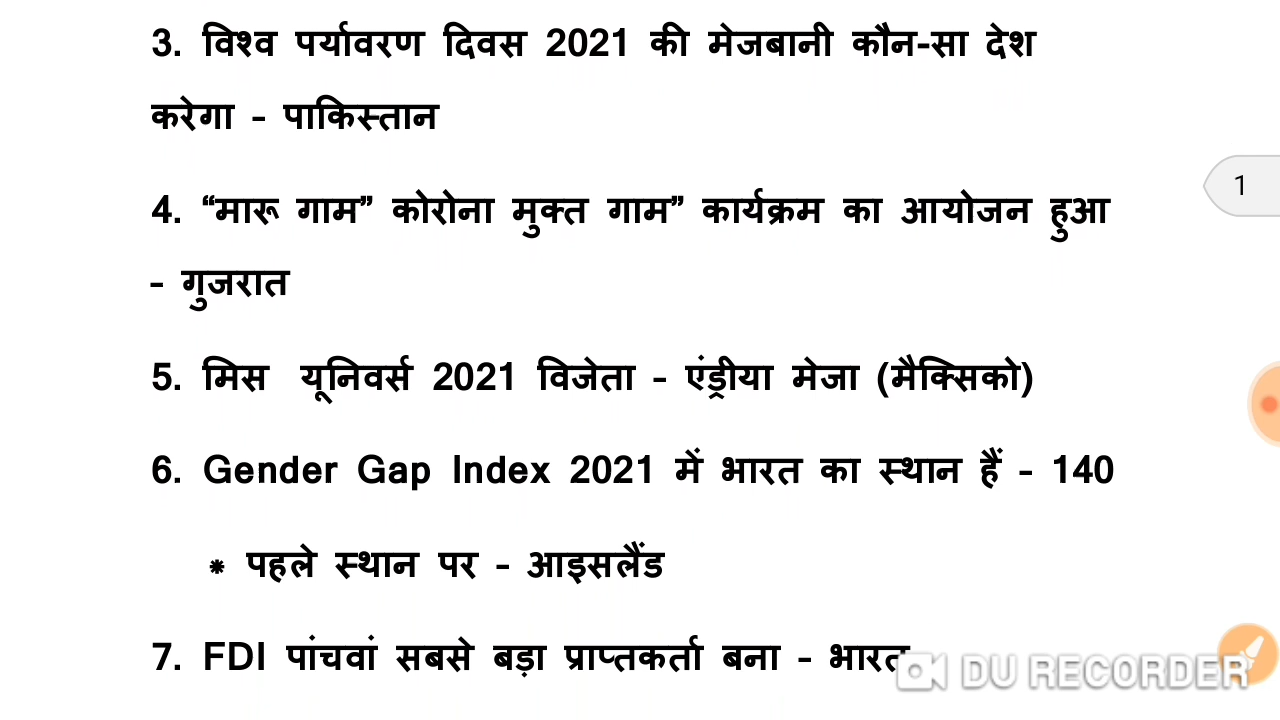 3. विश्व पर्यावरण दिवस 2021 की मेजबानी कौन-सा देश
करेगा - पाकिस्तान
1
4. “मारू गाम” कोरोना मुक्त गाम” कार्यक्रम का आयोजन हुआ
- गुजरात
5. मिस यूनिवर्स 2021 विजेता - एंड्रीया मेजा (मैक्सिको)
6. Gender Gap Index 2021 में भारत का स्थान हैं - 140
* पहले स्थान पर - आइसलैंड
7. FDI पांचवां सबसे बड़ा प्राप्तकर्ता बना - भारत
DU RECORDER